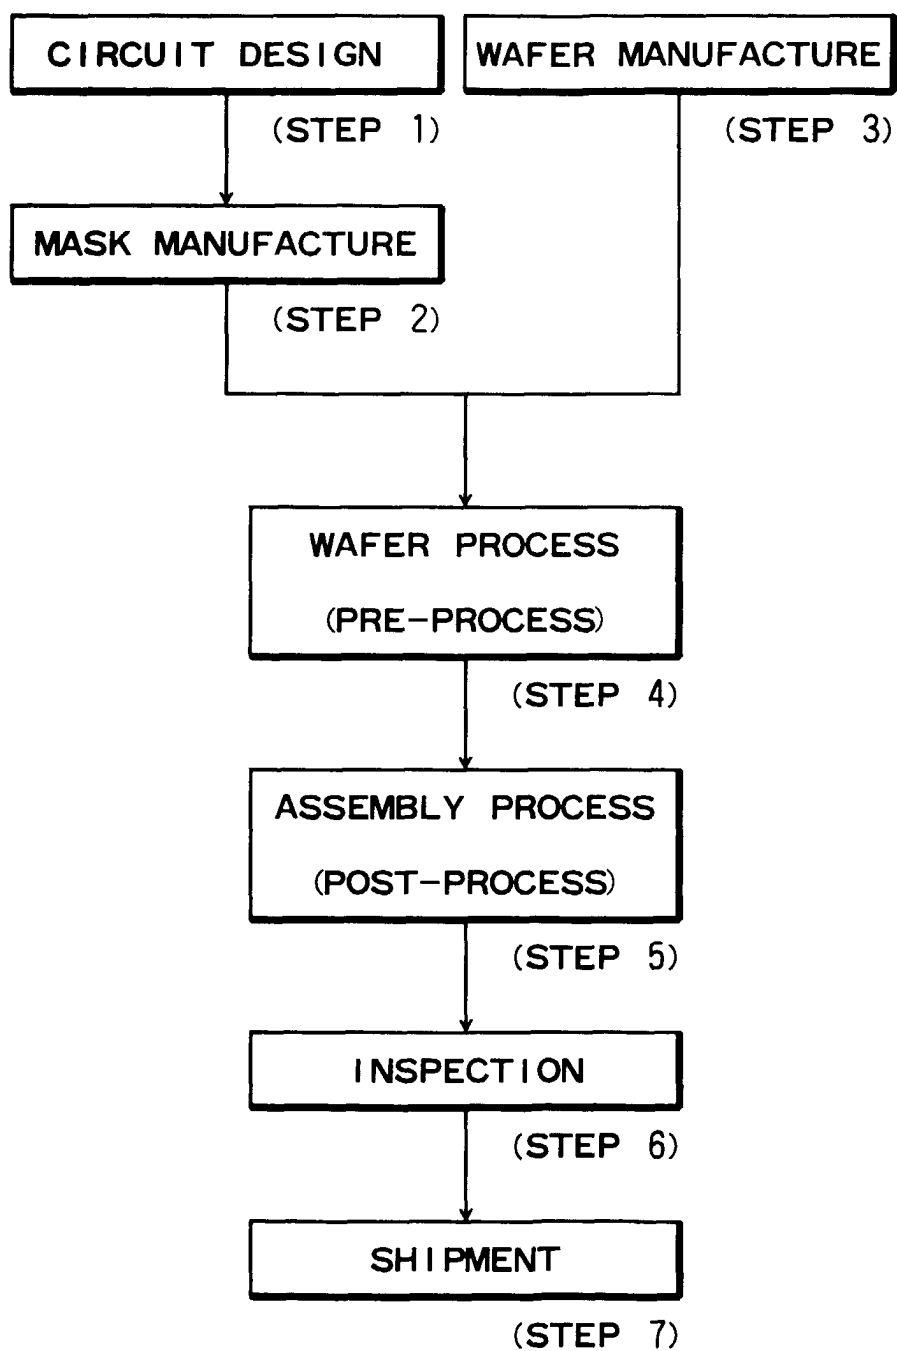 CIRCUIT DESIGN
(STEP 1)
MASK MANUFACTURE
(STEP 2)
WAFER MANUFACTURE
(STEP 3)
WAFER PROCESS
(PRE-PROCESS)
(STEP 4)
ASSEMBLY PROCESS
(POST-PROCESS)
(STEP 5)
INSPECTION
(STEP 6)
SHIPMENT
(STEP 7)